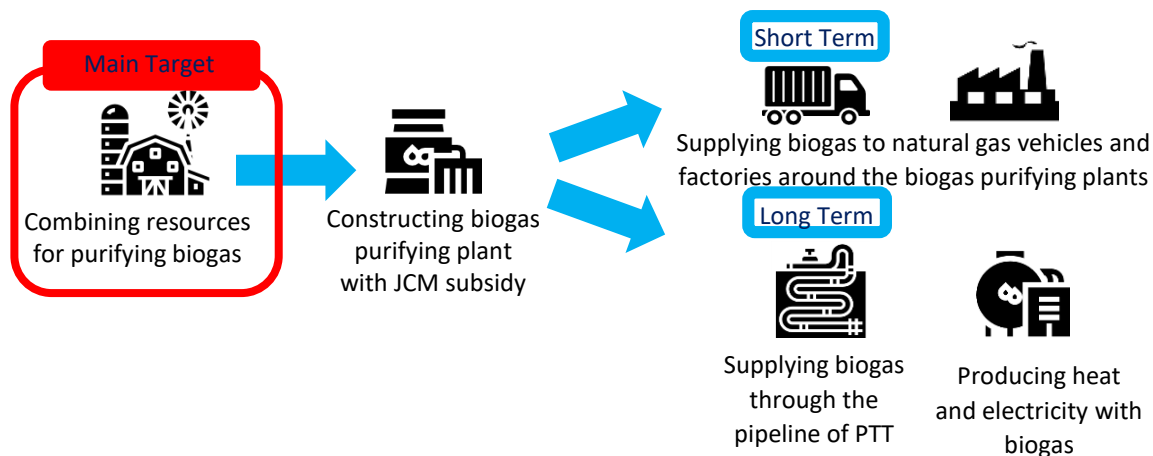 Main Target
Combining resources
for purifying biogas
Constructing biogas
purifying plant
with JCM subsidy
Short Term
Supplying biogas to natural gas vehicles and
factories around the biogas purifying plants
Long Term
Supplying biogas
through the
pipeline of PTT
Producing heat
and electricity with
biogas